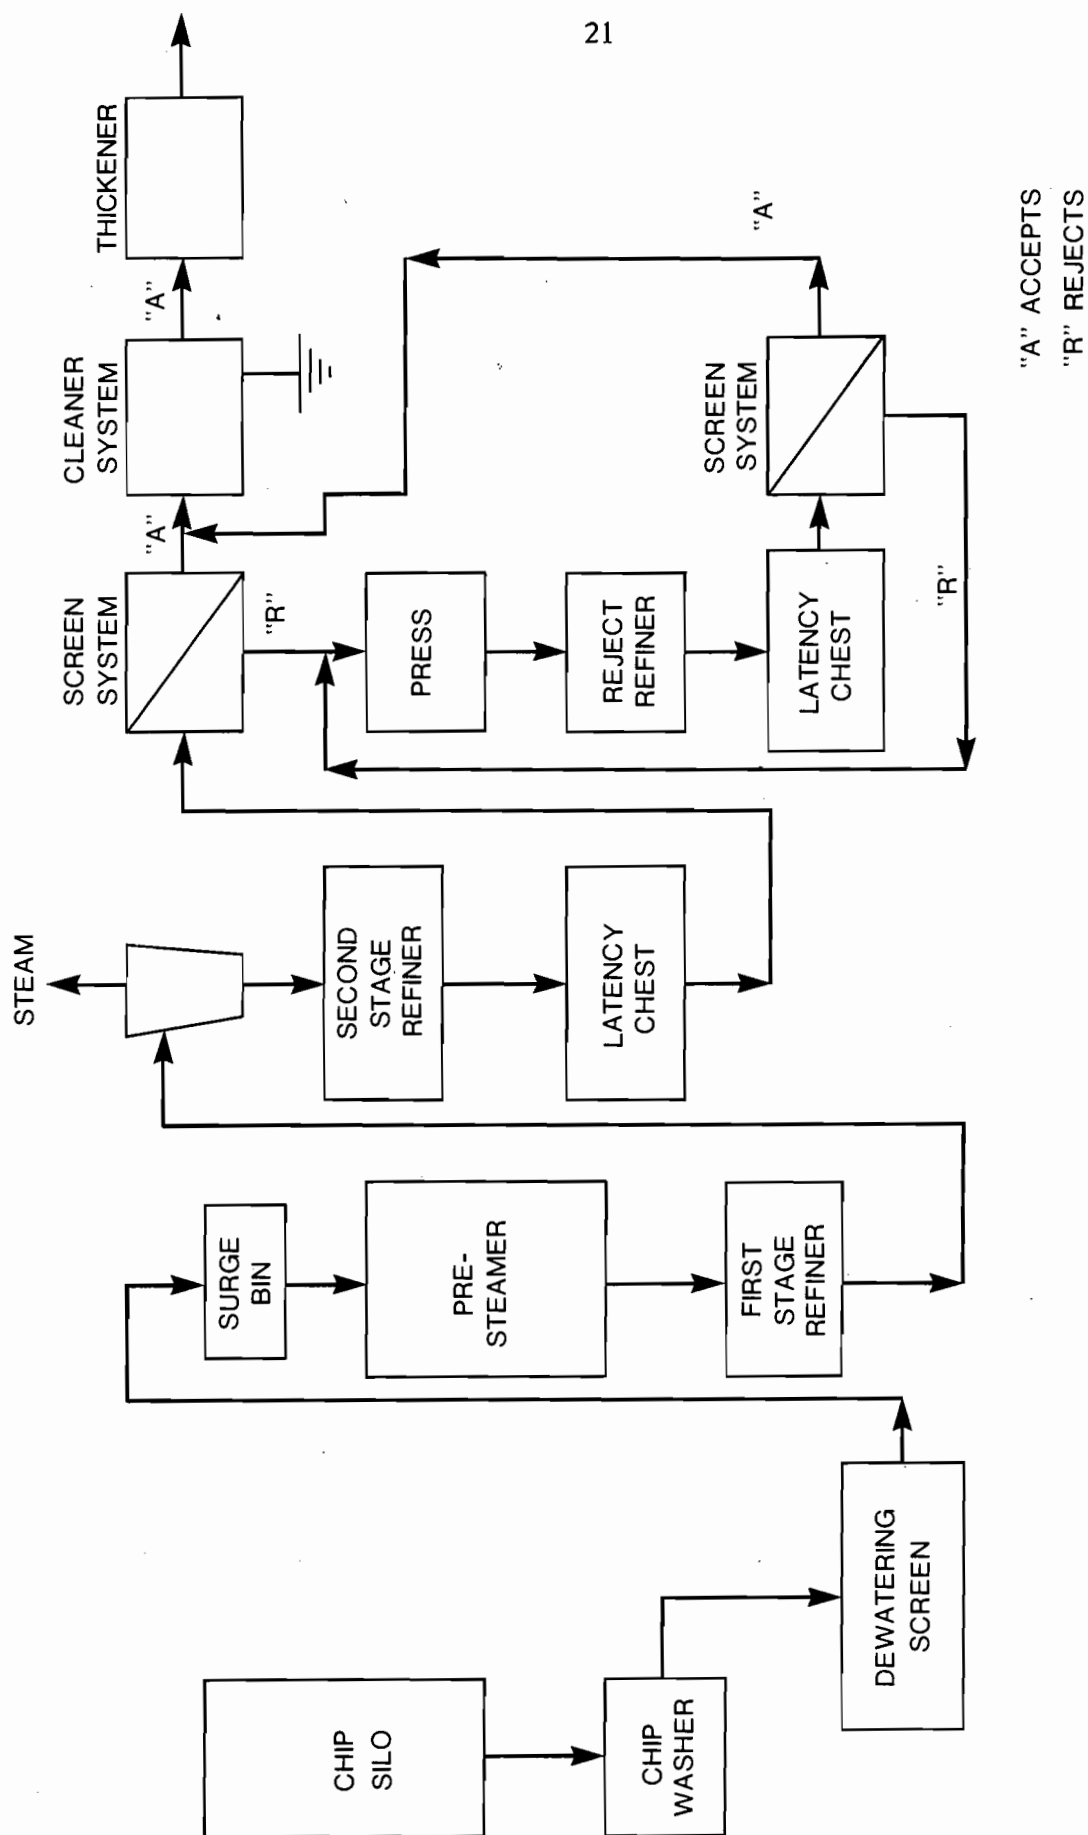 21
CHIP
SILO
CHIP
WASHER
DEWATERING
SCREEN
SURGE
BIN
PRE-
STEAMER
FIRST
STAGE
REFINER
STEAM
SECOND
STAGE
REFINER
LATENCY
CHEST
SCREEN
SYSTEM
"A"
"R"
PRESS
REJECT
REFINER
LATENCY
CHEST
SCREEN
SYSTEM
"R"
"A"
CLEANER
SYSTEM
"A"
THICKENER
"A" ACCEPTS
"R" REJECTS